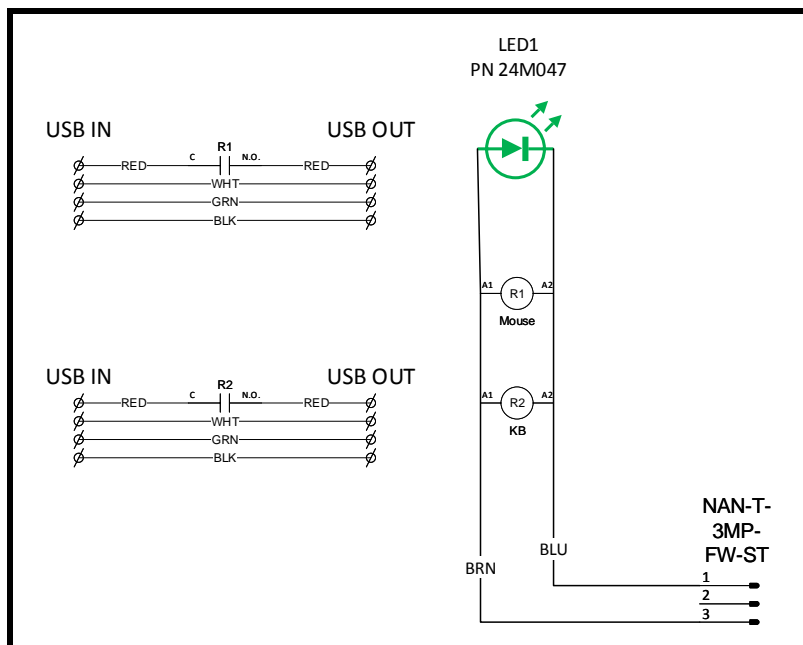 LED1
PN 24M047
USB IN
USB OUT
R1
C
N.O.
RED
RED
WHT
GRN
BLK
A1
R1
A2
Mouse
USB IN
USB OUT
R2
C
N.O.
RED
RED
WHT
GRN
BLK
A1
R2
A2
KB
NAN-T-
3MP-
FW-ST
BRN
BLU
1
2
3